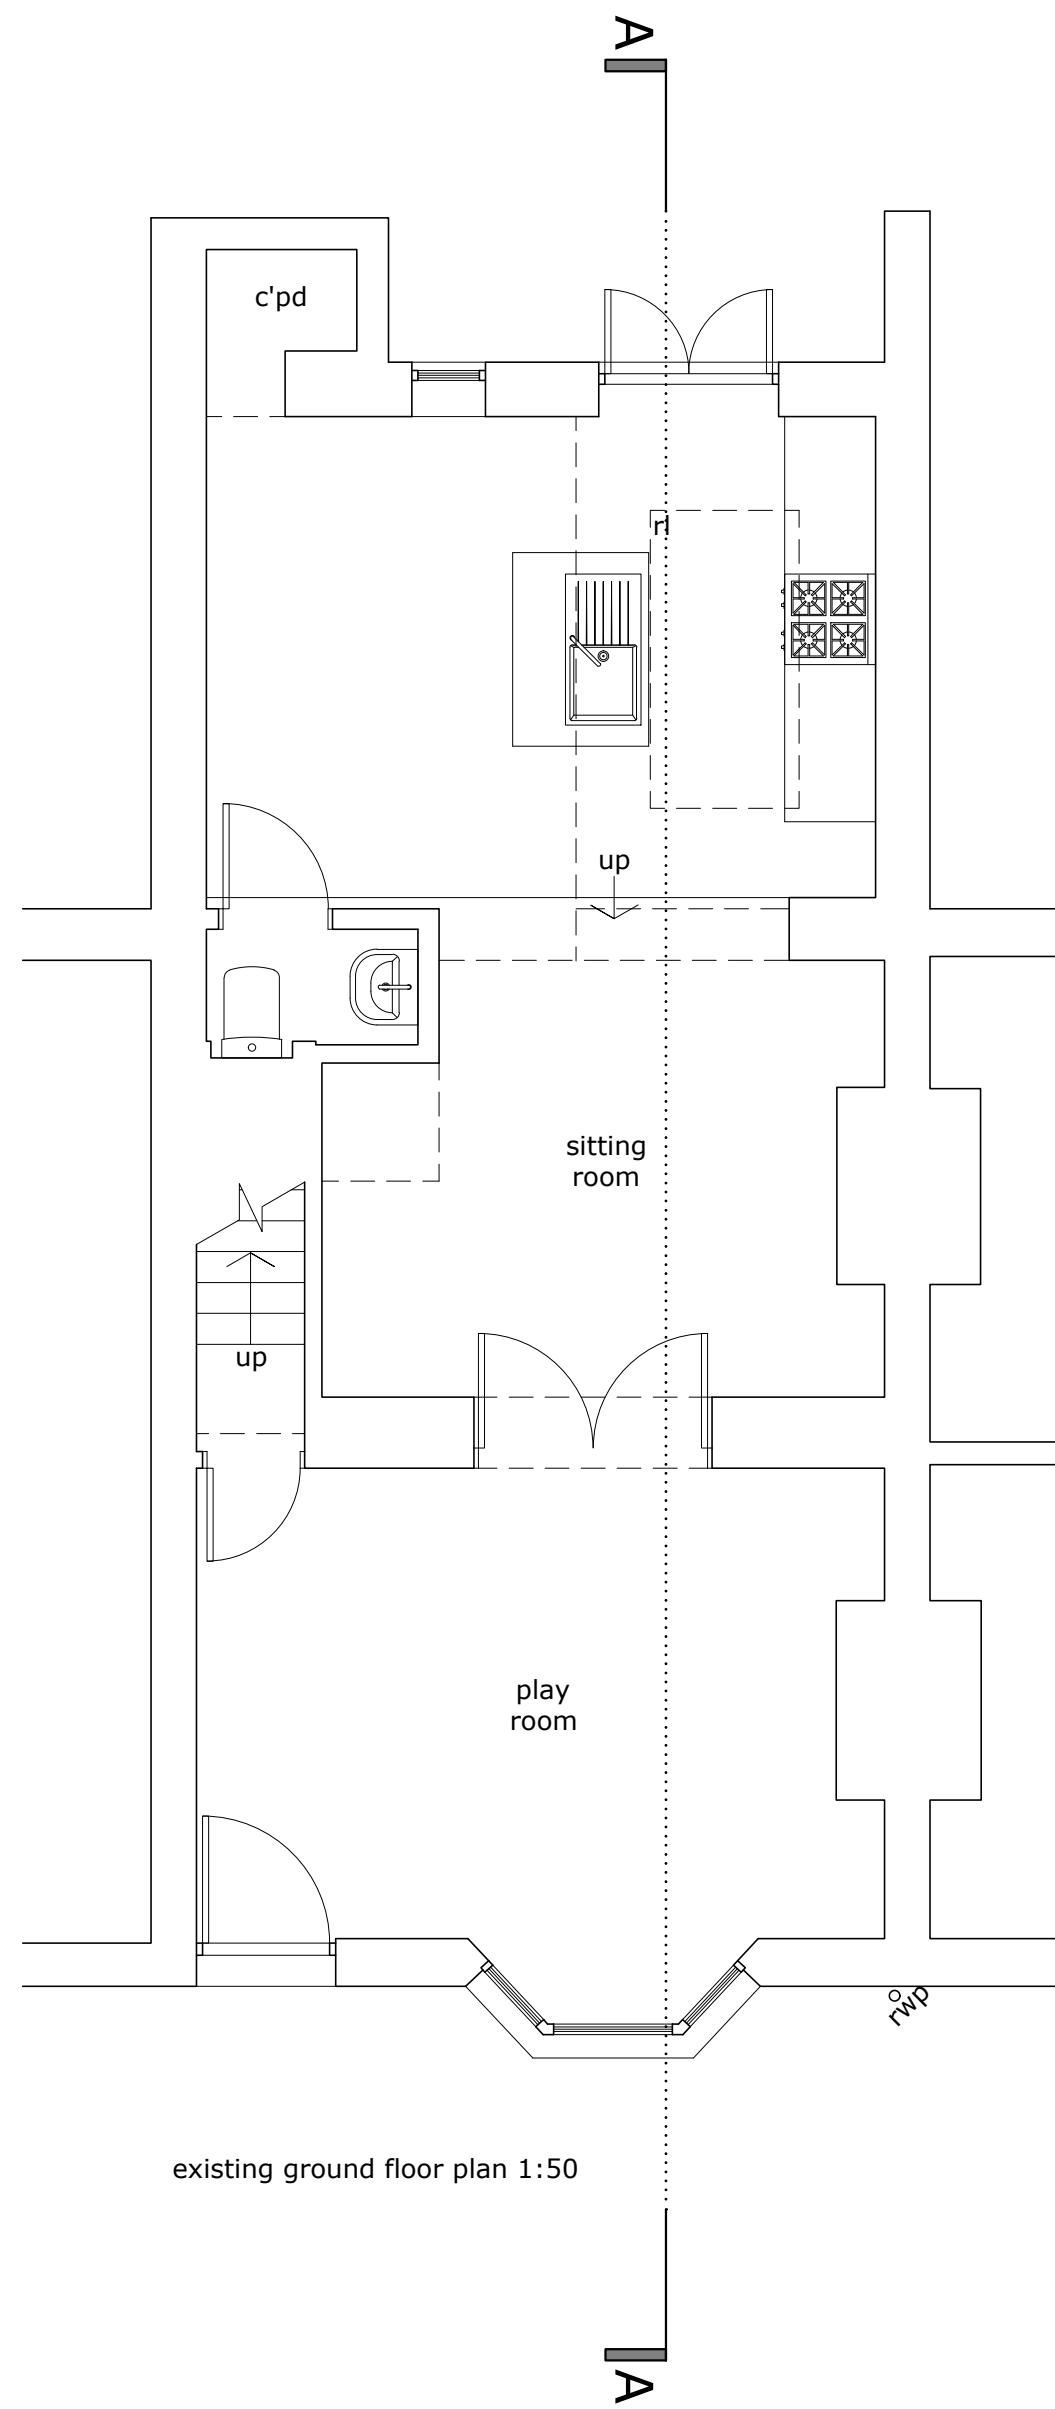 A
c'pd
rl
up
sitting
room
up
play
room
rwp
existing ground floor plan 1:50
A